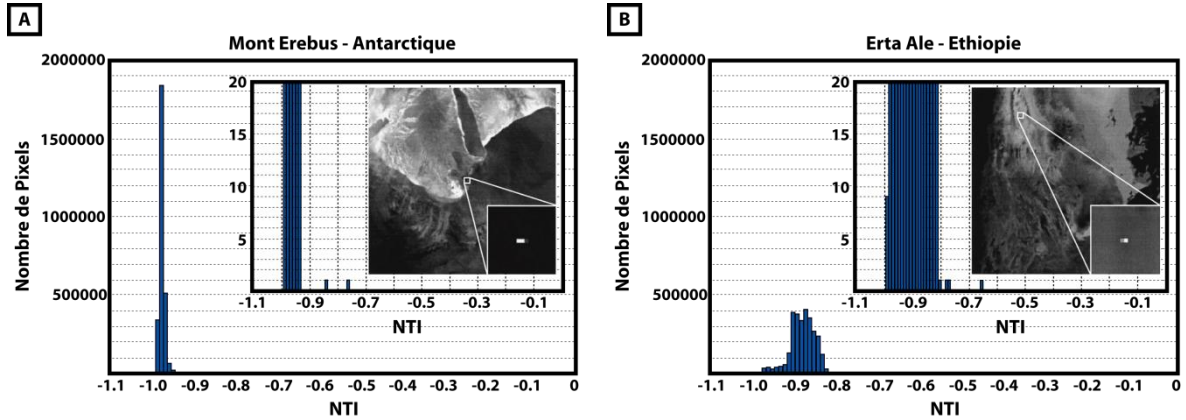 A
Mont Erebus - Antarctique
Nombre de Pixels
2000000
1500000
1000000
500000
-1.1 -1.0 -0.9 -0.8 -0.7 -0.6 -0.5 -0.4 -0.3 -0.2 -0.1 0
NTI
20
15
10
5
-1.1 -0.9 -0.7 -0.5 -0.3 -0.1
NTI
B
Erta Ale - Ethiopie
Nombre de Pixels
2000000
1500000
1000000
500000
-1.1 -1.0 -0.9 -0.8 -0.7 -0.6 -0.5 -0.4 -0.3 -0.2 -0.1 0
NTI
20
15
10
5
-1.1 -0.9 -0.7 -0.5 -0.3 -0.1
NTI